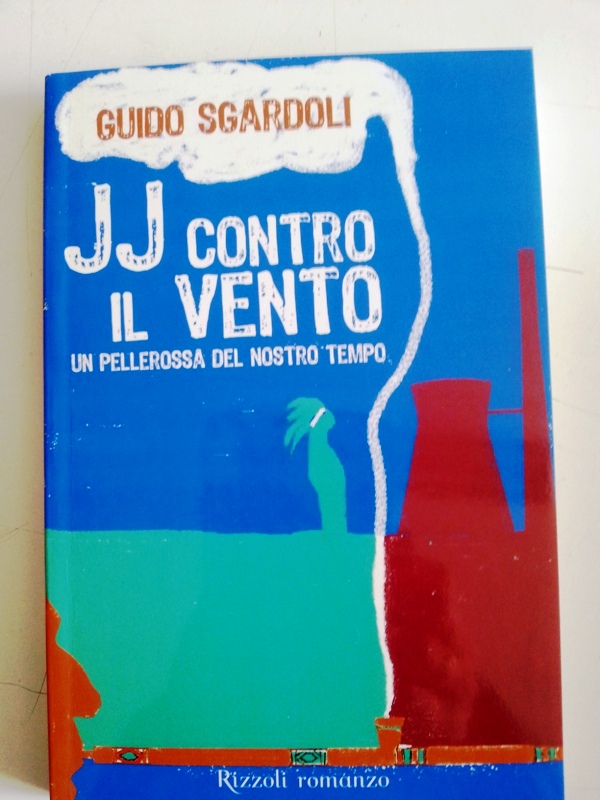 GUIDO SGARDOLI
JJ CONTRO
IL VENTO
UN PELLEROSSA DEL NOSTRO TEMPO
Rizzoli romanzo